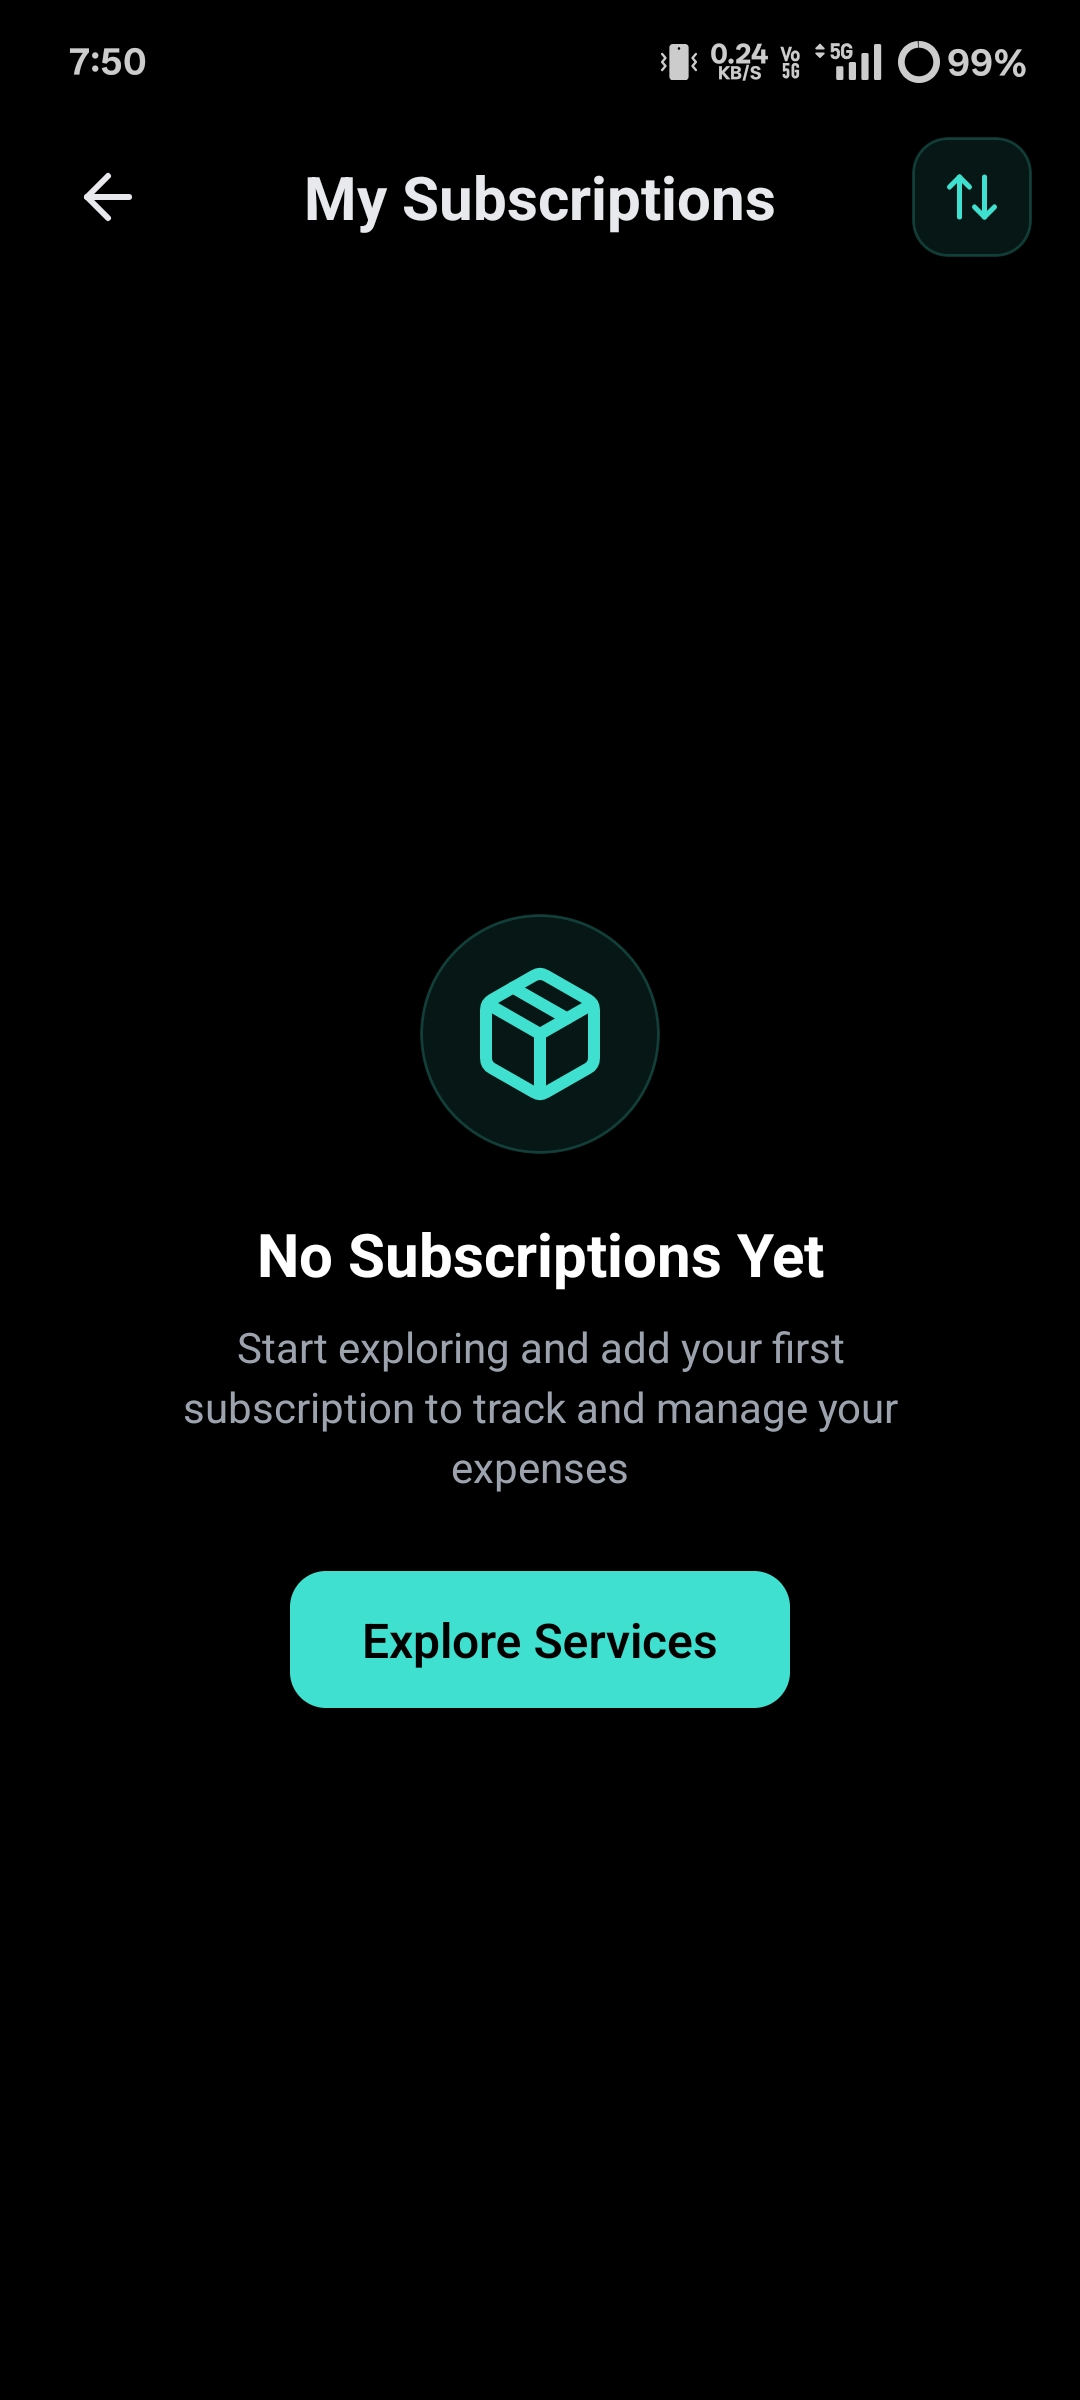 7:50
0.24 KB/S Vo 5G 5G 99%
My Subscriptions
No Subscriptions Yet
Start exploring and add your first
subscription to track and manage your
expenses
Explore Services